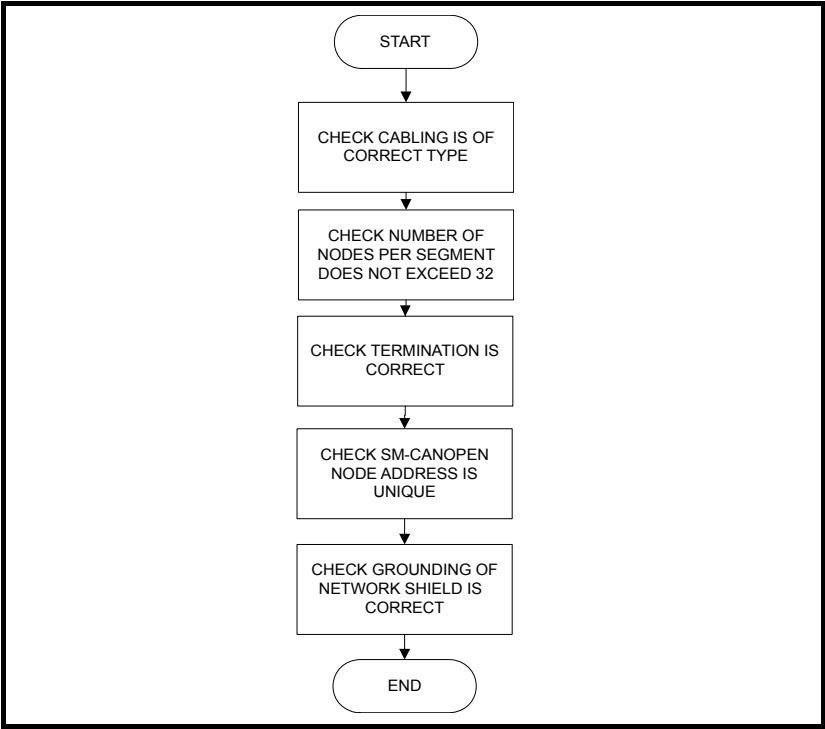 START
CHECK CABLING IS OF
CORRECT TYPE
CHECK NUMBER OF
NODES PER SEGMENT
DOES NOT EXCEED 32
CHECK TERMINATION IS
CORRECT
CHECK SM-CANOPEN
NODE ADDRESS IS
UNIQUE
CHECK GROUNDING OF
NETWORK SHIELD IS
CORRECT
END